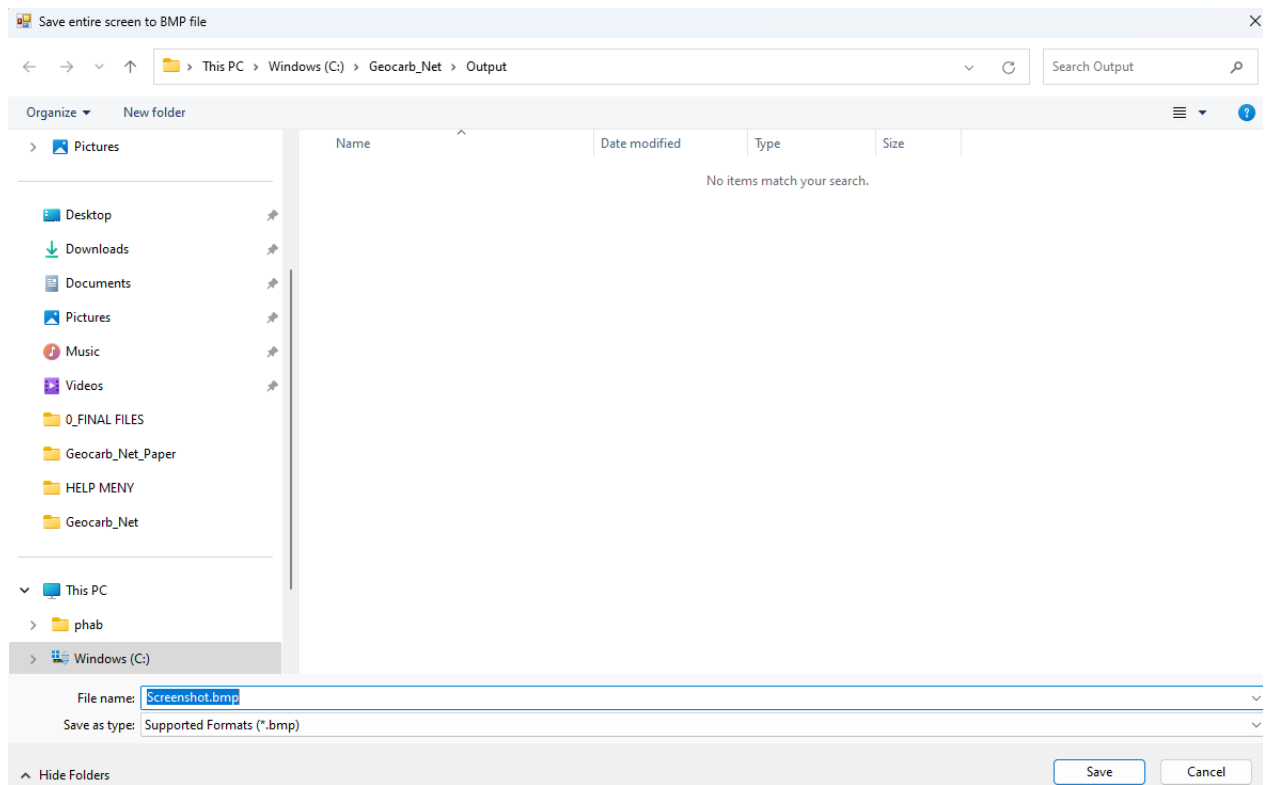 Save entire screen to BMP file
This PC > Windows (C:) > Geocarb_Net > Output
Search Output
Organize New folder
Name Date modified Type Size
No items match your search.
Pictures
Desktop
Downloads
Documents
Pictures
Music
Videos
0_FINAL FILES
Geocarb_Net_Paper
HELP MENY
Geocarb_Net
This PC
phab
Windows (C:)
File name: Screenshot.bmp
Save as type: Supported Formats (*.bmp)
Hide Folders
Save Cancel